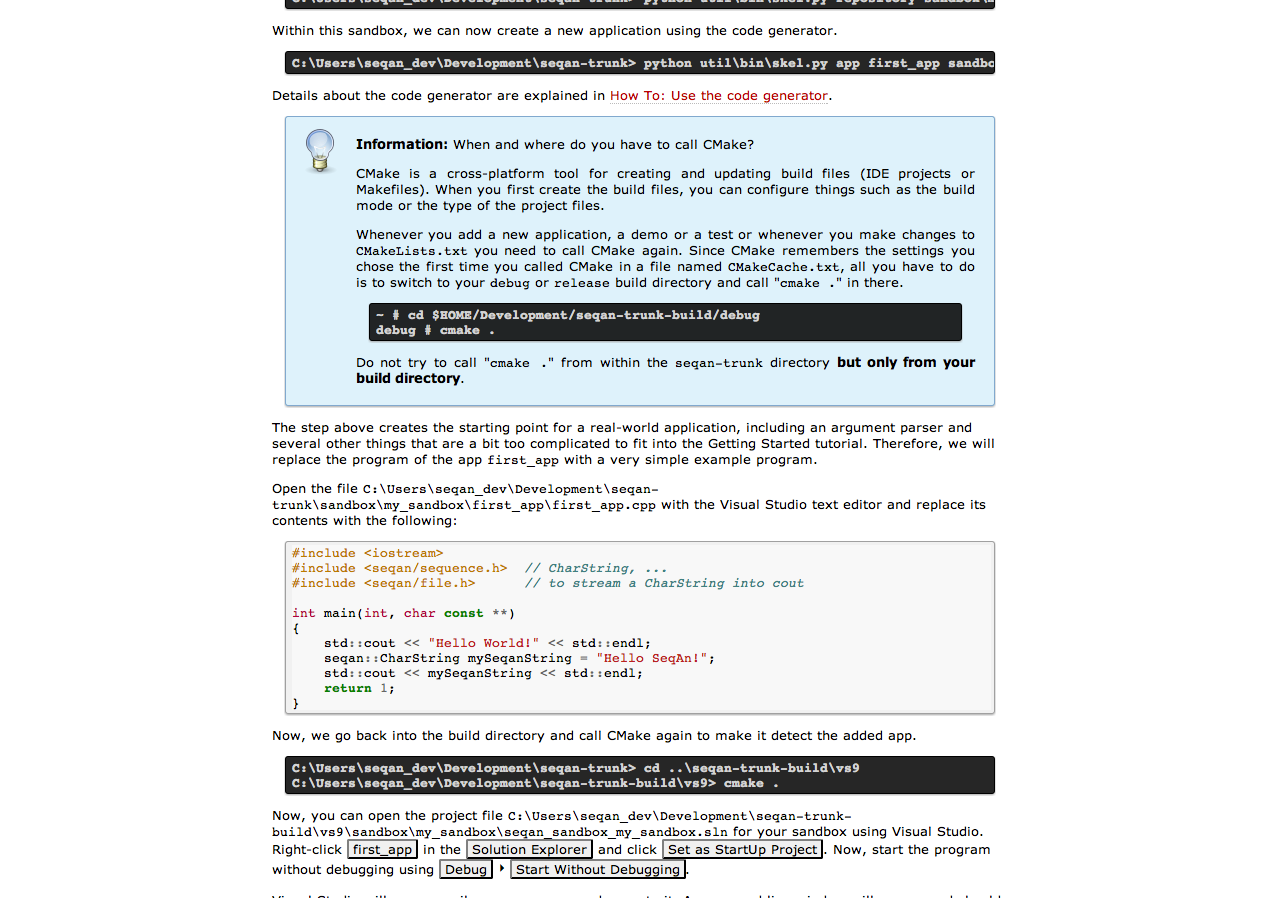 Within this sandbox, we can now create a new application using the code generator.
C:\Users\seqan_dev\Development\seqan-trunk> python util\bin\skel.py app first_app sandbo
Details about the code generator are explained in How To: Use the code generator.
Information: When and where do you have to call CMake?
CMake is a cross-platform tool for creating and updating build files (IDE projects or
Makefiles). When you first create the build files, you can configure things such as the build
mode or the type of the project files.
Whenever you add a new application, a demo or a test or whenever you make changes to
CMakeLists.txt you need to call CMake again. Since CMake remembers the settings you
chose the first time you called CMake in a file named CMakeCache.txt, all you have to do
is to switch to your debug or release build directory and call "cmake ." in there.
~ # cd $HOME/Development/seqan-trunk-build/debug
debug # cmake .
Do not try to call "cmake ." from within the seqan-trunk directory but only from your
build directory.
The step above creates the starting point for a real-world application, including an argument parser and
several other things that are a bit too complicated to fit into the Getting Started tutorial. Therefore, we will
replace the program of the app first_app with a very simple example program.
Open the file C:\Users\seqan_dev\Development\seqan-
trunk\sandbox\my_sandbox\first_app\first_app.cpp with the Visual Studio text editor and replace its
contents with the following:
#include <iostream>
#include <seqan/sequence.h>  // CharString, ...
#include <seqan/file.h>      // to stream a CharString into cout
int main(int, char const **)
{
    std::cout << "Hello World!" << std::endl;
    seqan::CharString mySeqanString = "Hello SeqAn!";
    std::cout << mySeqanString << std::endl;
    return 1;
}
Now, we go back into the build directory and call CMake again to make it detect the added app.
C:\Users\seqan_dev\Development\seqan-trunk> cd ..\seqan-trunk-build\vs9
C:\Users\seqan_dev\Development\seqan-trunk-build\vs9> cmake .
Now, you can open the project file C:\Users\seqan_dev\Development\seqan-trunk-
build\vs9\sandbox\my_sandbox\seqan_sandbox_my_sandbox.sln for your sandbox using Visual Studio.
Right-click first_app in the Solution Explorer and click Set as StartUp Project. Now, start the program
without debugging using Debug ‣ Start Without Debugging.